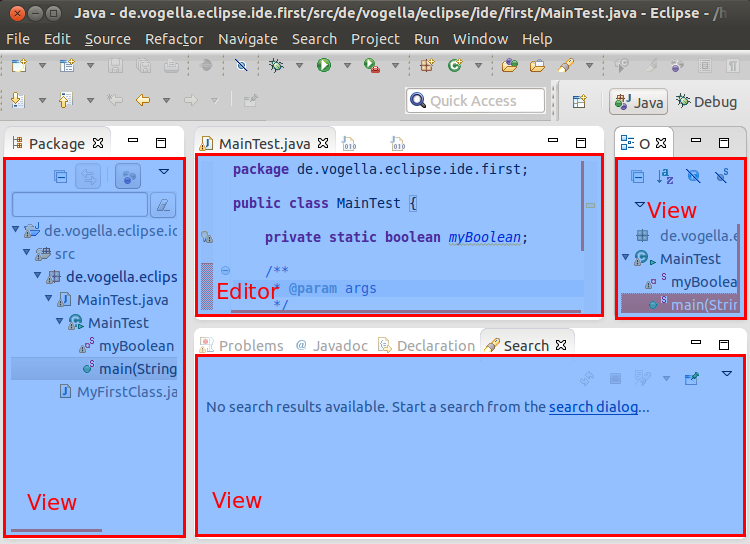 Java - de.vogella.eclipse.ide.first/src/de/vogella/eclipse/ide/first/MainTest.java - Eclipse - /h
File Edit Source Refactor Navigate Search Project Run Window Help
Quick Access
Java
Debug
Package
de.vogella.eclipse.ic
src
de.vogella.eclips
MainTest.java
MainTest
myBoolean
main(String
MyFirstClass.ja
View
MainTest.java
package de.vogella.eclipse.ide.first;
public class MainTest {
private static boolean myBoolean;
/**
* @param args
*/
Editor
O
View
de.vogella.e
MainTest
myBoolea
main(Strin
Problems @ Javadoc Declaration Search
No search results available. Start a search from the search dialog...
View